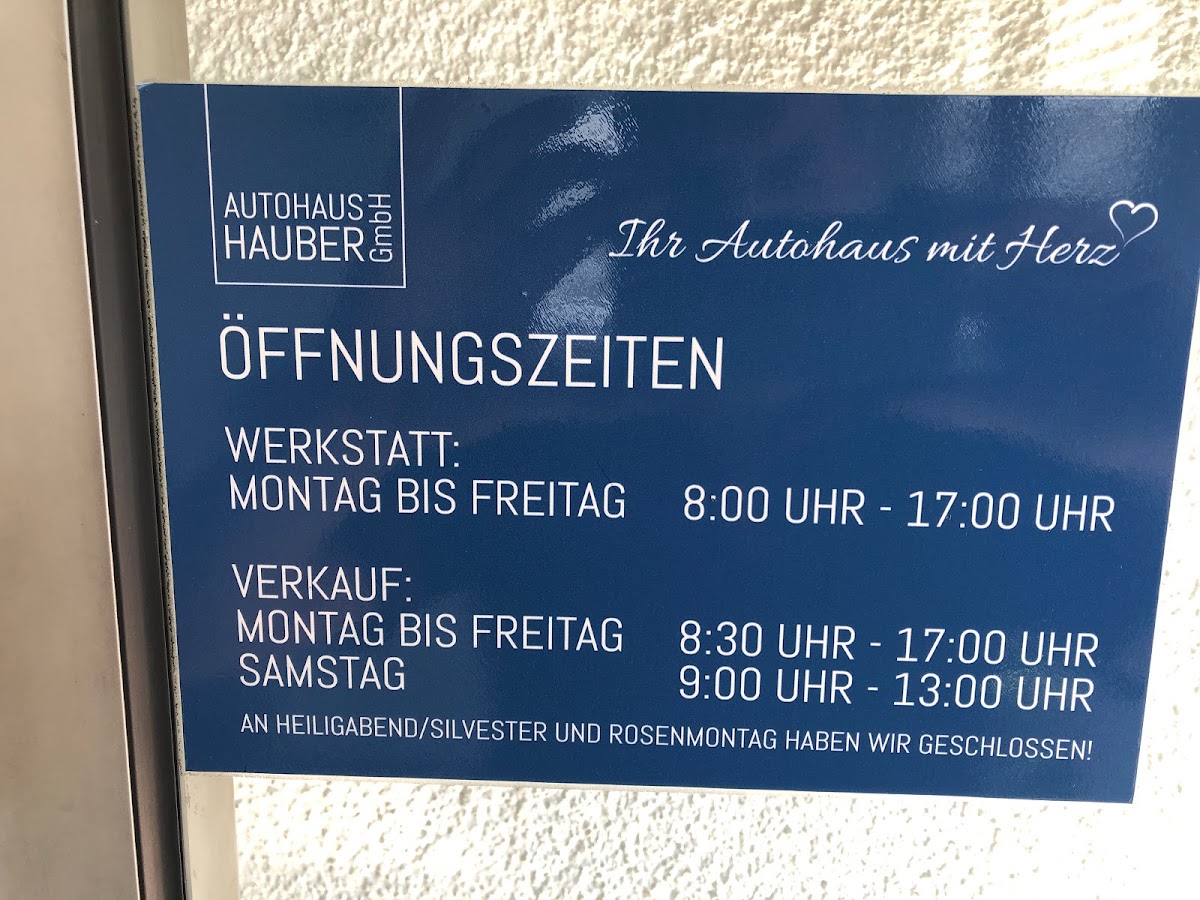 AUTOHAUS
HAUBER GmbH
Ihr Autohaus mit Herz
ÖFFNUNGSZEITEN
WERKSTATT:
MONTAG BIS FREITAG 8:00 UHR - 17:00 UHR
VERKAUF:
MONTAG BIS FREITAG 8:30 UHR - 17:00 UHR
SAMSTAG 9:00 UHR - 13:00 UHR
AN HEILIGABEND/SILVESTER UND ROSENMONTAG HABEN WIR GESCHLOSSEN!